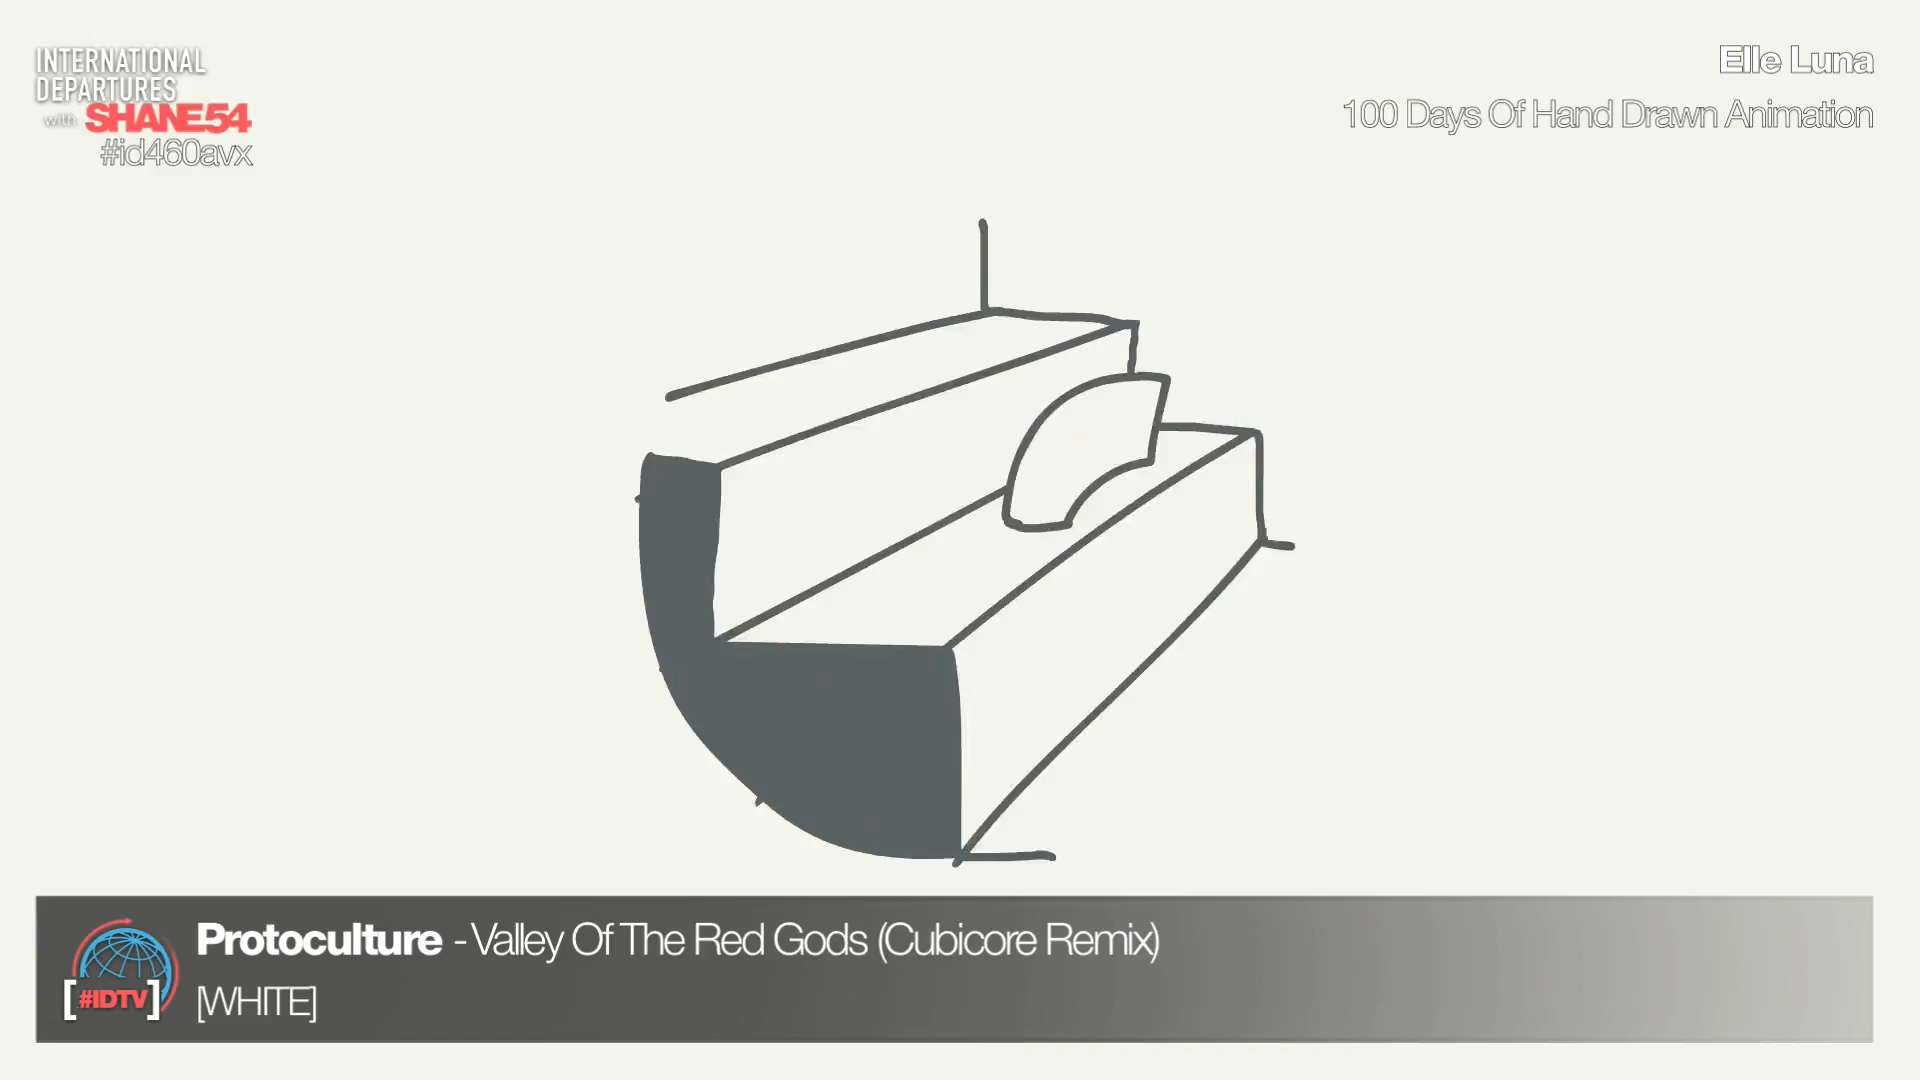 INTERNATIONAL
DEPARTURES
with SHANE54
#id460avx
Elle Luna
100 Days Of Hand Drawn Animation
Protoculture - Valley Of The Red Gods (Cubicore Remix)
[WHITE]
[#IDTV]